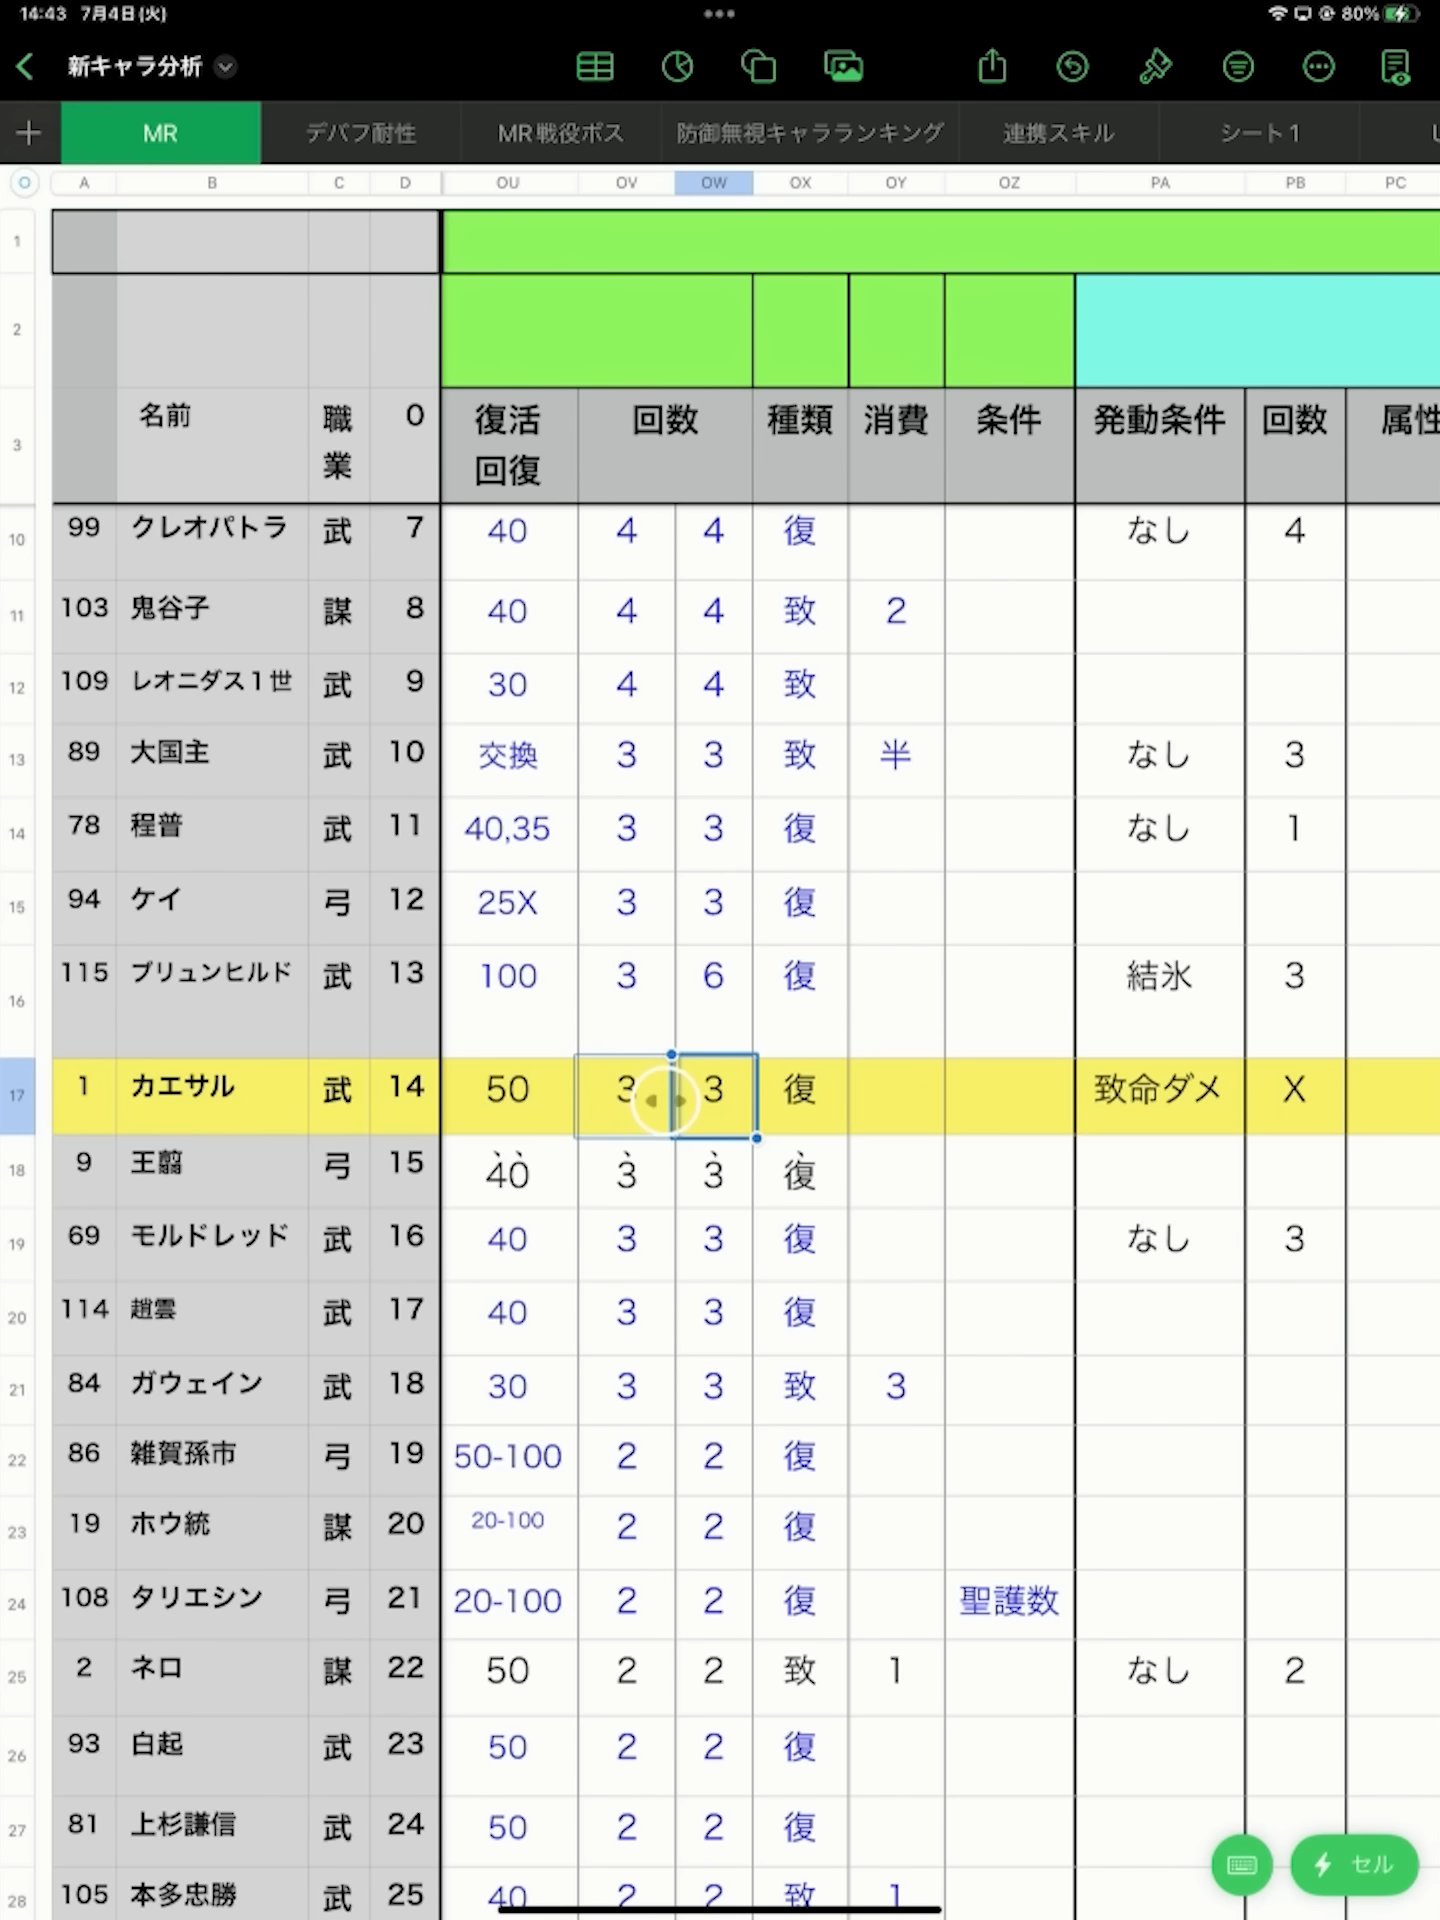 14:43 7月4日(火) 80%
新キャラ分析
MR デバフ耐性 MR戦役ボス 防御無視キャラランキング 連携スキル シート1
A B C D OU OV OW OX OY OZ PA PB PC
1
2
3 名前 職業 0 復活回復 回数 種類 消費 条件 発動条件 回数 属性
10 99 クレオパトラ 武 7 40 4 4 復 なし 4
11 103 鬼谷子 謀 8 40 4 4 致 2
12 109 レオニダス1世 武 9 30 4 4 致
13 89 大国主 武 10 交換 3 3 致 半 なし 3
14 78 程普 武 11 40,35 3 3 復 なし 1
15 94 ケイ 弓 12 25X 3 3 復
16 115 ブリュンヒルド 武 13 100 3 6 復 結氷 3
17 1 カエサル 武 14 50 3 3 復 致命ダメ X
18 9 王翦 弓 15 40 3 3 復
19 69 モルドレッド 武 16 40 3 3 復 なし 3
20 114 趙雲 武 17 40 3 3 復
21 84 ガウェイン 武 18 30 3 3 致 3
22 86 雑賀孫市 弓 19 50-100 2 2 復
23 19 ホウ統 謀 20 20-100 2 2 復
24 108 タリエシン 弓 21 20-100 2 2 復 聖護数
25 2 ネロ 謀 22 50 2 2 致 1 なし 2
26 93 白起 武 23 50 2 2 復
27 81 上杉謙信 武 24 50 2 2 復
28 105 本多忠勝 武 25 40 2 2 致 1
セル